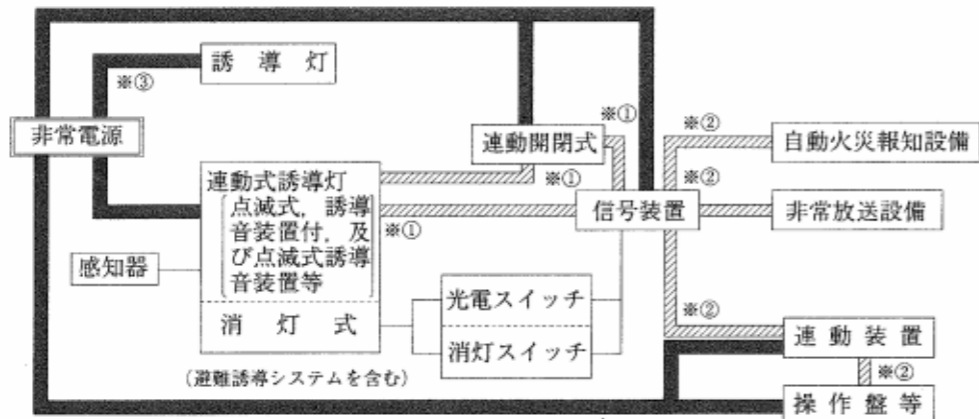 誘導灯
※③
非常電源
連動開閉式
※①
※②
自動火災報知設備
連動式誘導灯
点滅式，誘導
音装置付，及
び点滅式誘導
音装置等
※①
※②
信号装置
非常放送設備
※①
感知器
光電スイッチ
消灯式
消灯スイッチ
※②
連動装置
(避難誘導システムを含む)
※②
操作盤等